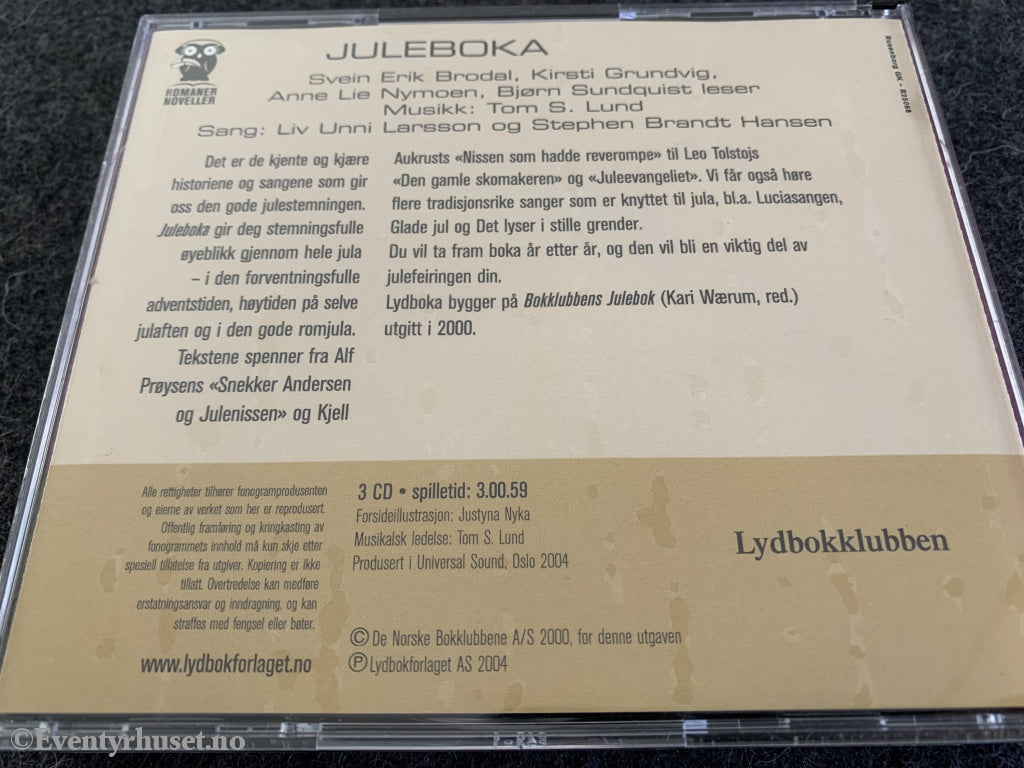 ROMANER
NOVELLER
JULEBOKA
Svein Erik Brodal, Kirsti Grundvig,
Anne Lie Nymoen, Bjørn Sundquist leser
Musikk: Tom S. Lund
Sang: Liv Unni Larsson og Stephen Brandt Hansen
Rosenborg GK - R25068
Det er de kjente og kjære
historiene og sangene som gir
oss den gode julestemningen.
Juleboka gir deg stemningsfulle
øyeblikk gjennom hele jula
– i den forventningsfulle
adventstiden, høytiden på selve
julaften og i den gode romjula.
Tekstene spenner fra Alf
Prøysens «Snekker Andersen
og Julenissen» og Kjell
Aukrusts «Nissen som hadde reverompe» til Leo Tolstojs
«Den gamle skomakeren» og «Juleevangeliet». Vi får også høre
flere tradisjonsrike sanger som er knyttet til jula, bl.a. Luciasangen,
Glade jul og Det lyser i stille grender.
Du vil ta fram boka år etter år, og den vil bli en viktig del av
julefeiringen din.
Lydboka bygger på Bokklubbens Julebok (Kari Wærum, red.)
utgitt i 2000.
Alle rettigheter tilhører fonogramprodusenten
og eierne av verket som her er reprodusert.
Offentlig framføring og kringkasting av
fonogrammets innhold må kun skje etter
spesiell tillatelse fra utgiver. Kopiering er ikke
tillatt. Overtredelse kan medføre
erstatningsansvar og inndragning, og kan
straffes med fengsel eller bøter.
www.lydbokforlaget.no
3 CD • spilletid: 3.00.59
Forsideillustrasjon: Justyna Nyka
Musikalsk ledelse: Tom S. Lund
Produsert i Universal Sound, Oslo 2004
© De Norske Bokklubbene A/S 2000, for denne utgaven
℗ Lydbokforlaget AS 2004
Lydbokklubben
©Eventyrhuset.no